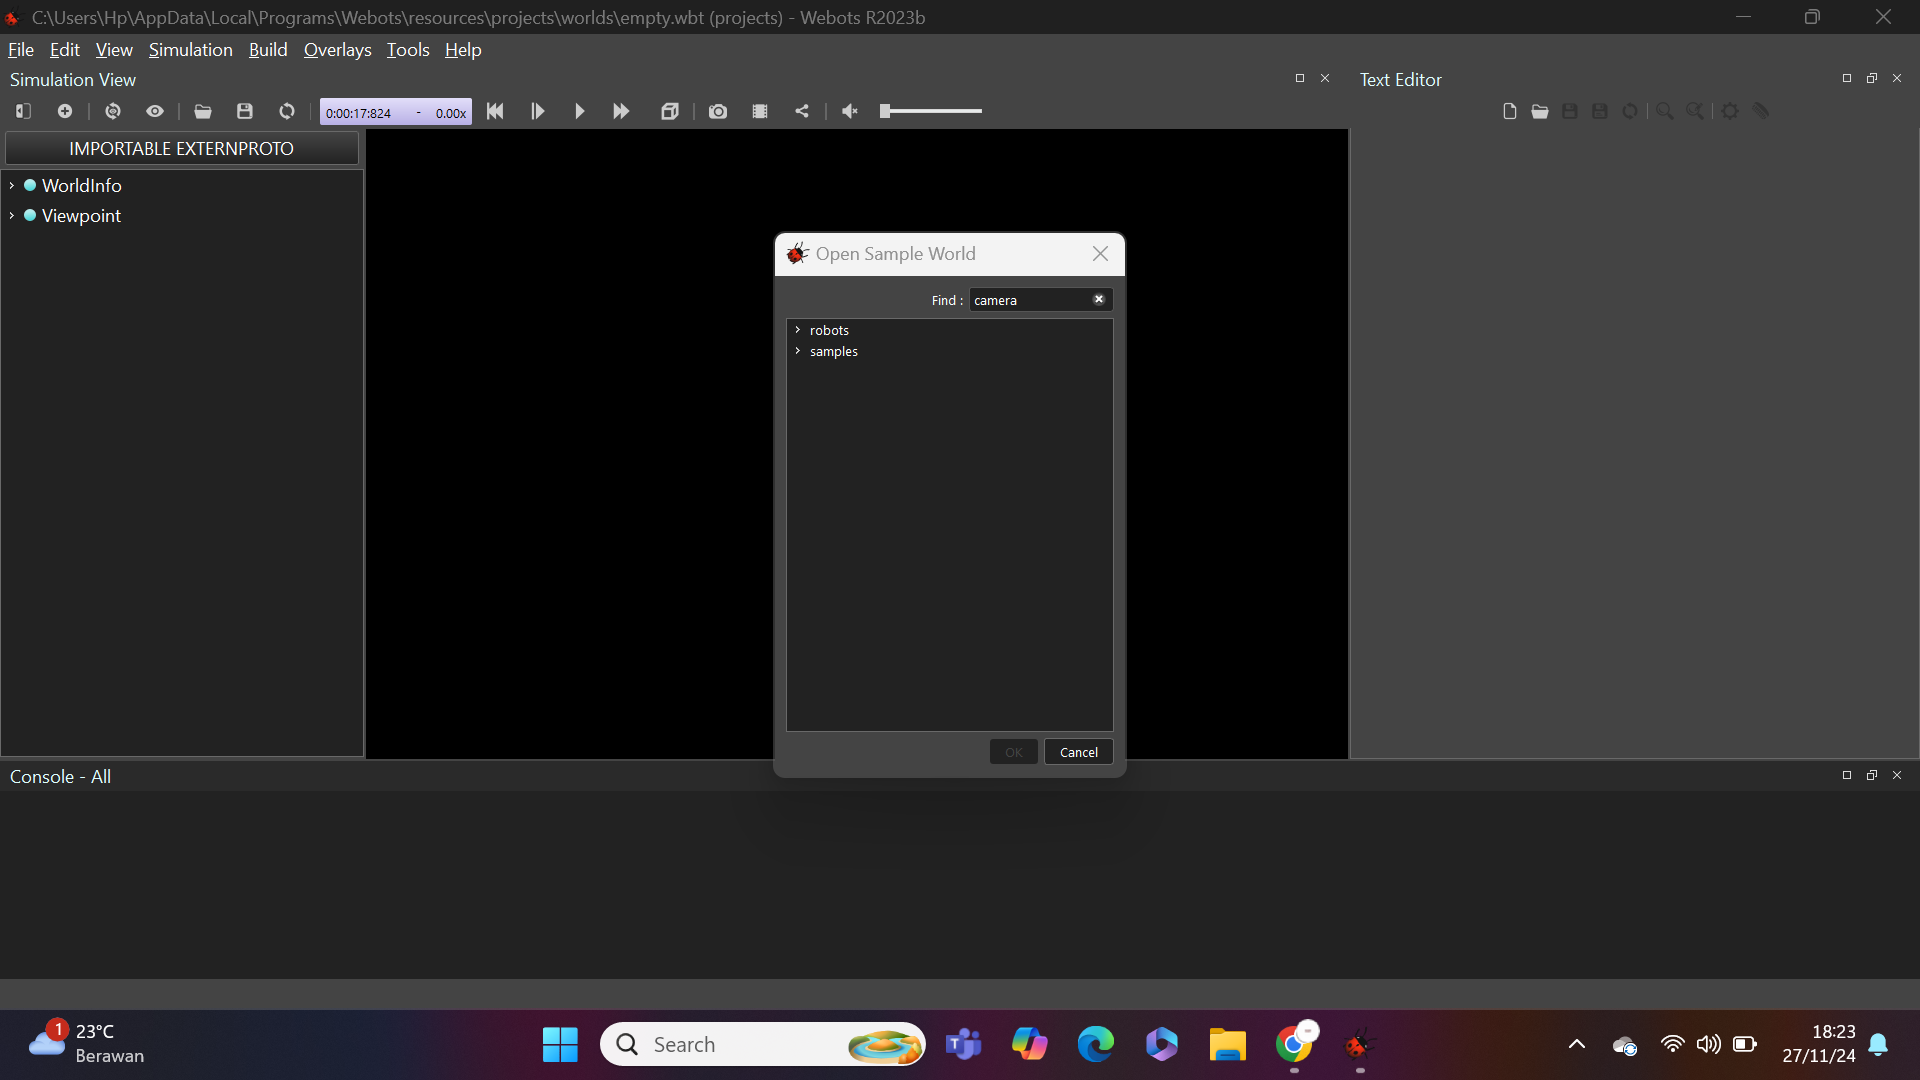 C:\Users\Hp\AppData\Local\Programs\Webots\resources\projects\worlds\empty.wbt (projects) - Webots R2023b
File Edit View Simulation Build Overlays Tools Help
Simulation View
Text Editor
0:00:17:824 - 0.00x
IMPORTABLE EXTERNPROTO
WorldInfo
Viewpoint
Open Sample World
Find : camera
robots
samples
OK Cancel
Console - All
1
23°C
Berawan
Search
18:23
27/11/24